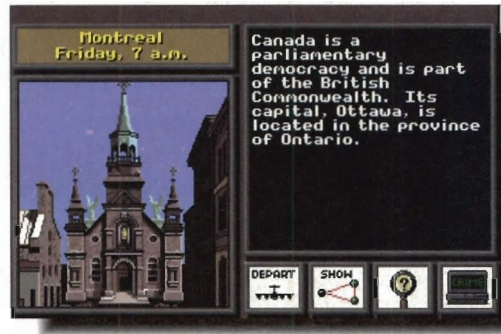 Montreal
Friday, 7 a.m.
Canada is a
parliamentary
democracy and is part
of the British
Commonwealth. Its
capital, Ottawa, is
located in the province
of Ontario.
DEPART
SHOW
?
CRIME